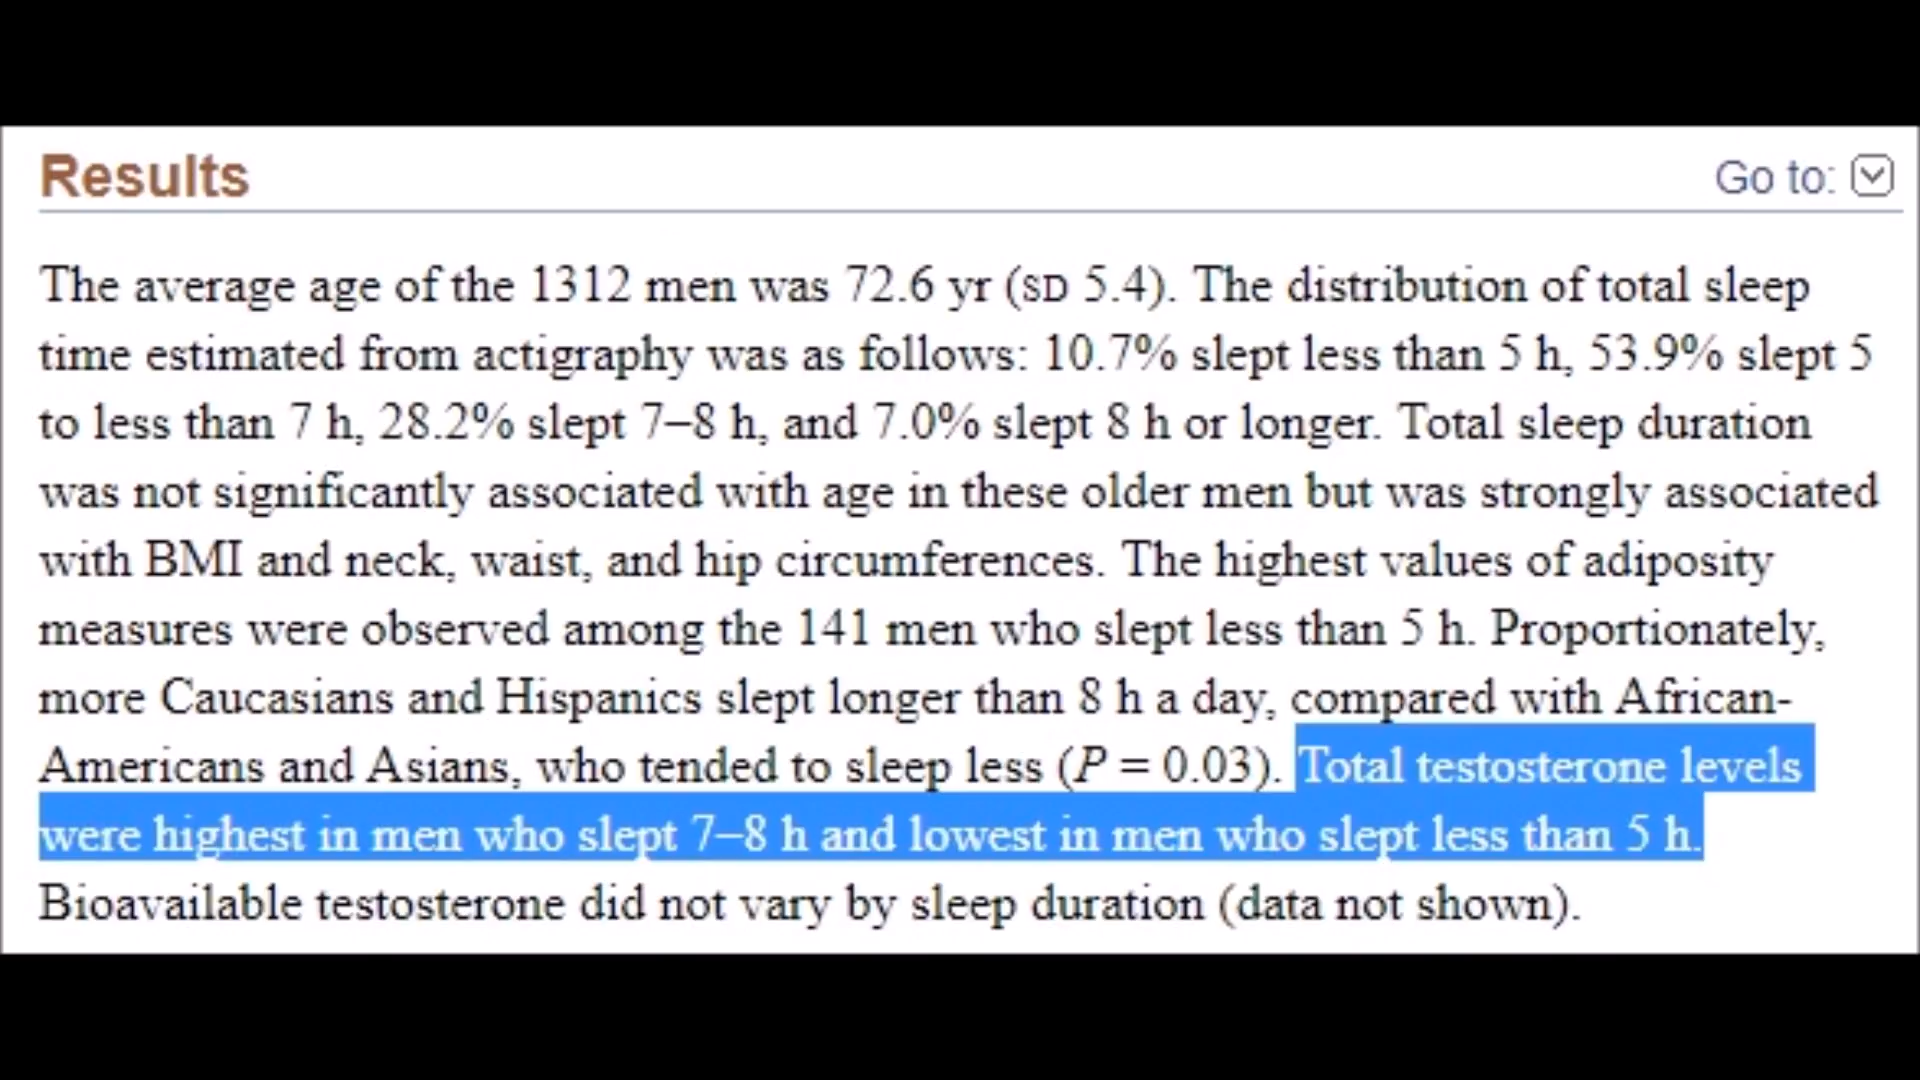 Results
Go to:
The average age of the 1312 men was 72.6 yr (SD 5.4). The distribution of total sleep
time estimated from actigraphy was as follows: 10.7% slept less than 5 h, 53.9% slept 5
to less than 7 h, 28.2% slept 7–8 h, and 7.0% slept 8 h or longer. Total sleep duration
was not significantly associated with age in these older men but was strongly associated
with BMI and neck, waist, and hip circumferences. The highest values of adiposity
measures were observed among the 141 men who slept less than 5 h. Proportionately,
more Caucasians and Hispanics slept longer than 8 h a day, compared with African-
Americans and Asians, who tended to sleep less (P = 0.03). Total testosterone levels
were highest in men who slept 7–8 h and lowest in men who slept less than 5 h.
Bioavailable testosterone did not vary by sleep duration (data not shown).